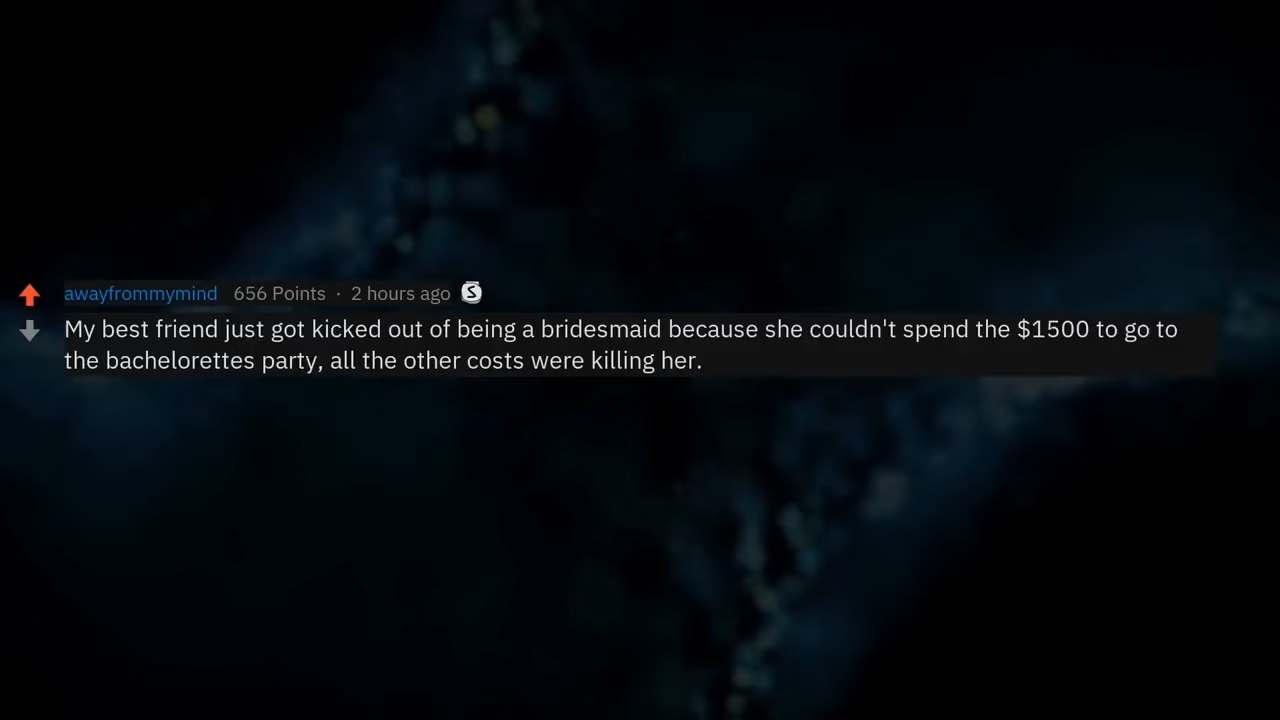 awayfrommymind 656 Points · 2 hours ago S
My best friend just got kicked out of being a bridesmaid because she couldn't spend the $1500 to go to
the bachelorettes party, all the other costs were killing her.